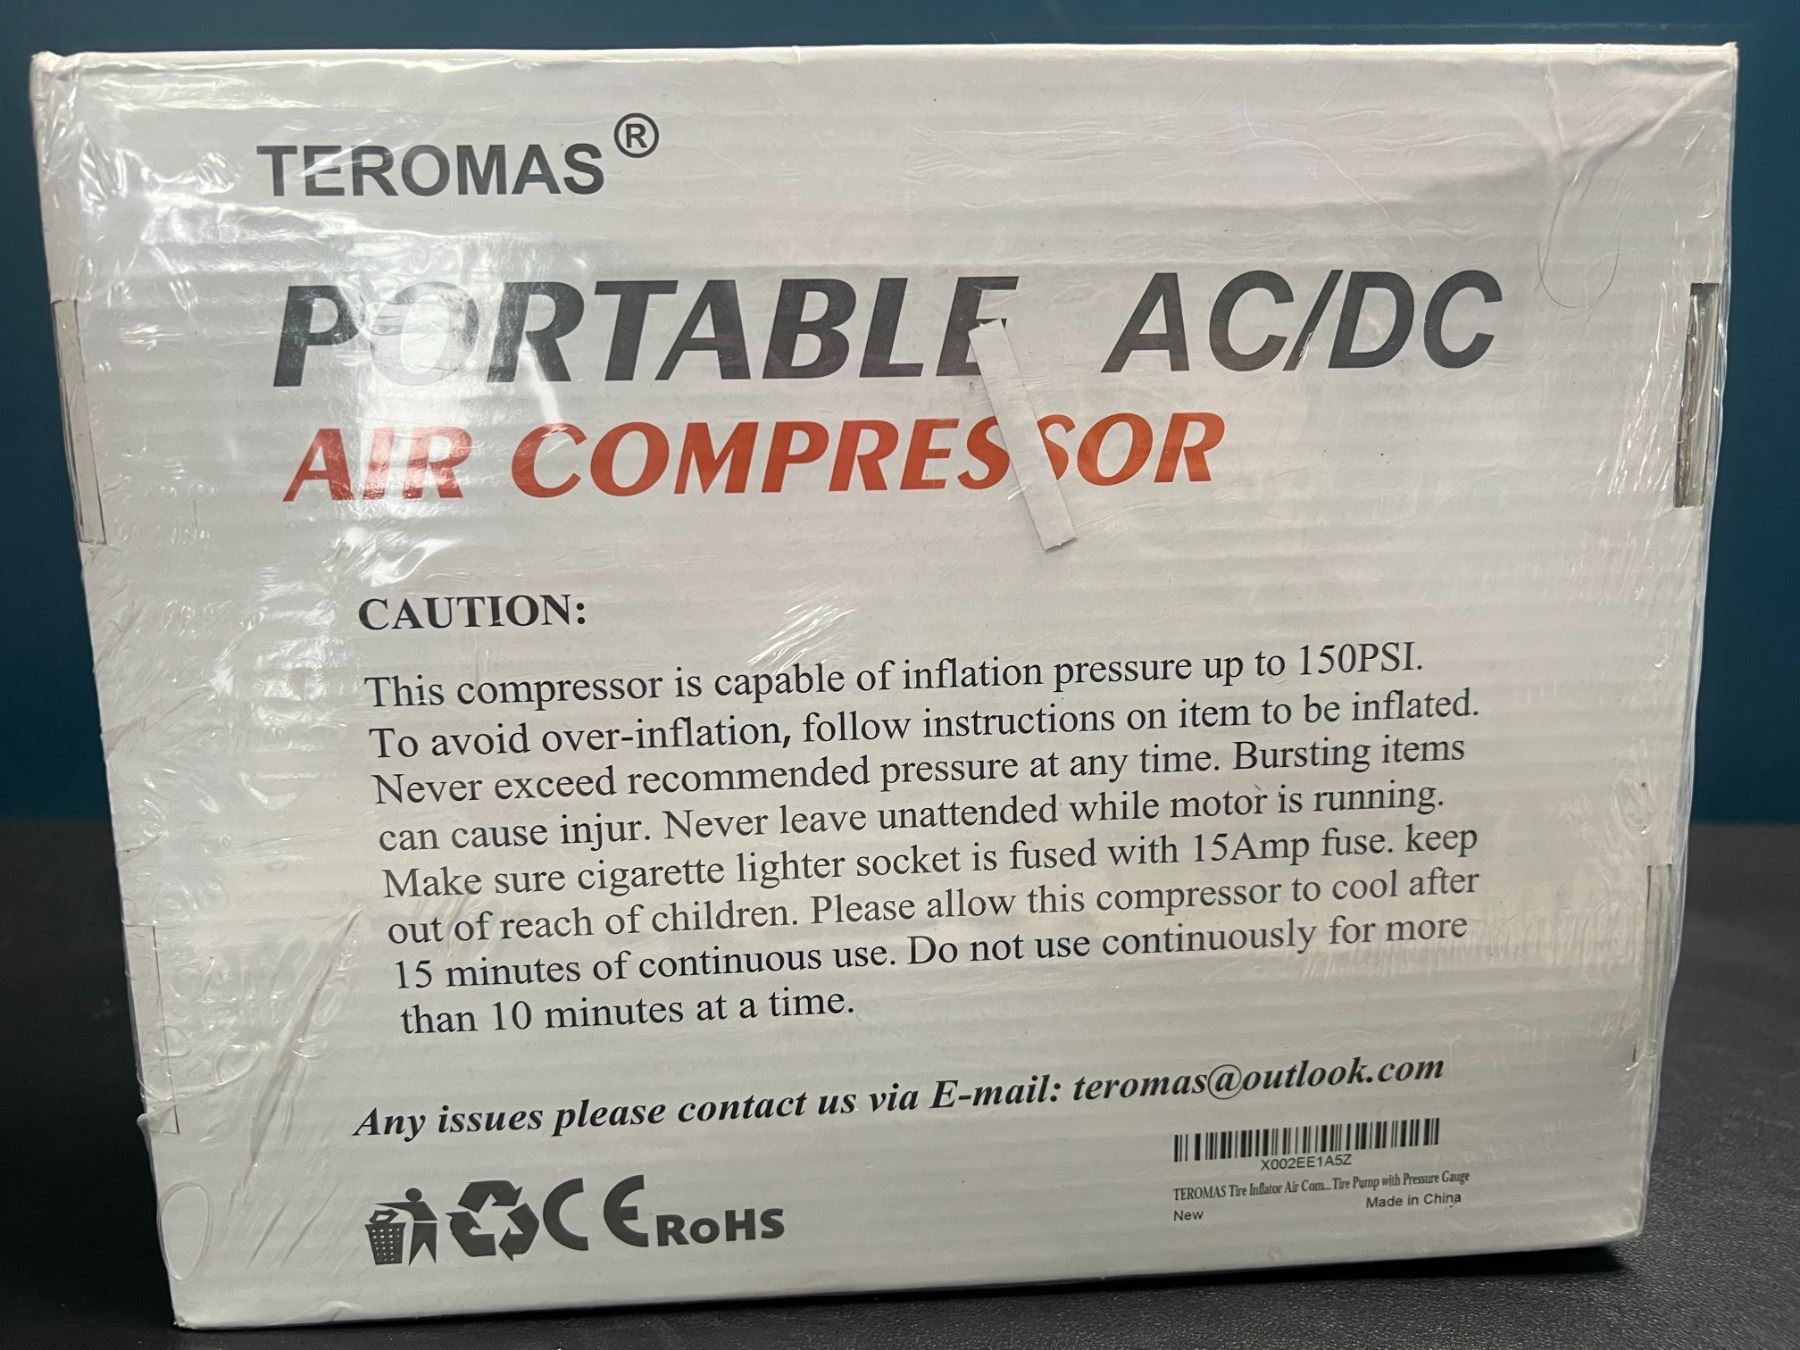 TEROMAS®
PORTABLE AC/DC
AIR COMPRESSOR
CAUTION:
This compressor is capable of inflation pressure up to 150PSI.
To avoid over-inflation, follow instructions on item to be inflated.
Never exceed recommended pressure at any time. Bursting items
can cause injur. Never leave unattended while motor is running.
Make sure cigarette lighter socket is fused with 15Amp fuse. keep
out of reach of children. Please allow this compressor to cool after
15 minutes of continuous use. Do not use continuously for more
than 10 minutes at a time.
Any issues please contact us via E-mail: teromas@outlook.com
X002EE1A5Z
TEROMAS Tire Inflator Air Com...Tire Pump with Pressure Gauge
Made in China
New
CE RoHS